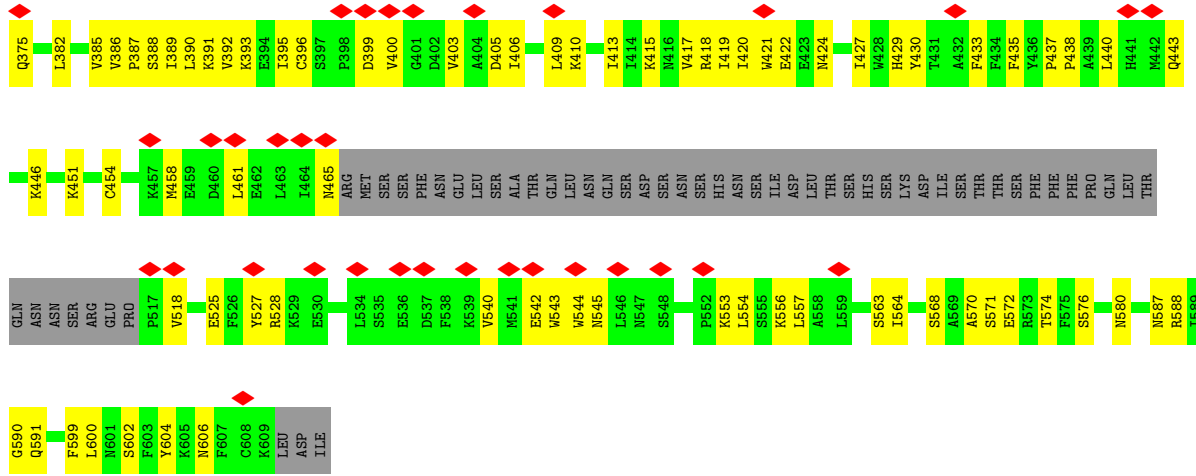 Q375 L382 V385 V386 P387 S388 I389 L390 K391 V392 K393 E394 I395 C396 S397 P398 D399 V400 G401 D402 V403 A404 D405 I406 L409 K410 I413 I414 K415 N416 V417 R418 I419 I420 W421 E422 E423 N424 I427 W428 H429 Y430 T431 A432 F433 F434 F435 Y436 P437 P438 A439 L440 H441 M442 Q443
K446 K451 C454 K457 M458 E459 D460 L461 E462 L463 I464 N465 ARG MET SER SER PHE ASN GLU LEU SER ALA THR GLN LEU ASN GLN SER ASP SER ASN SER HIS ASN SER ILE ASP LEU THR SER HIS SER LYS ASP ILE SER THR THR SER PHE PHE PHE PRO GLN LEU THR
GLN ASN ASN SER ARG GLU PRO P517 V518 E525 F526 Y527 R528 K529 E530 L534 S535 E536 D537 F538 K539 V540 M541 E542 W543 W544 N545 L546 N547 S548 P552 K553 L554 S555 K556 L557 A558 L559 S563 I564 S568 A569 A570 S571 E572 R573 T574 F575 S576 N580 N587 R588 I589
G590 Q591 F599 L600 N601 S602 F603 Y604 K605 N606 F607 C608 K609 LEU ASP ILE